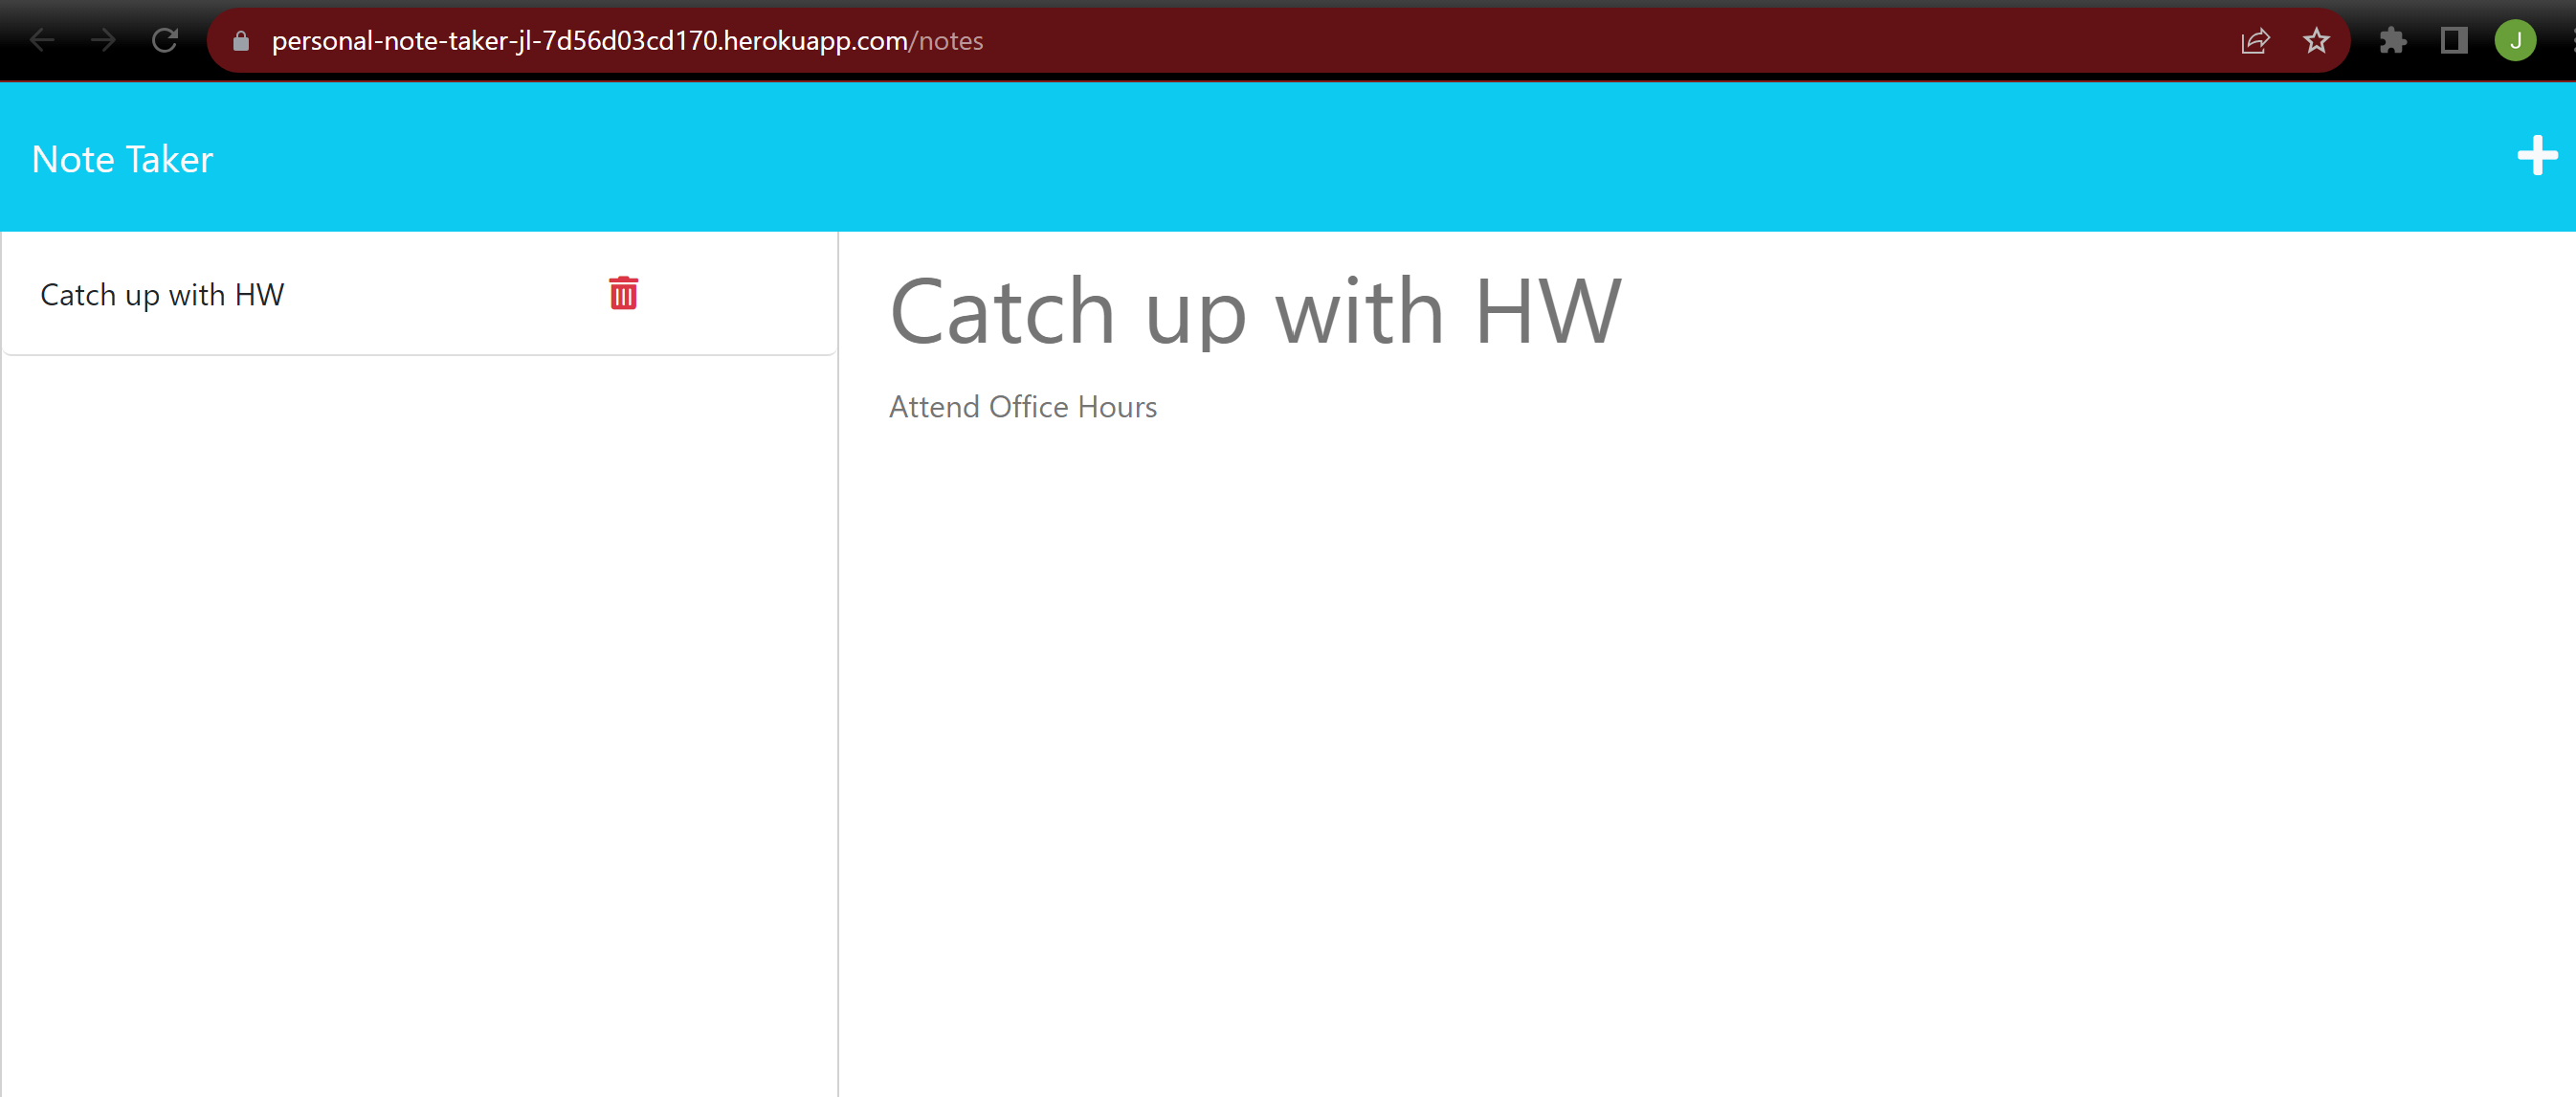 personal-note-taker-jl-7d56d03cd170.herokuapp.com/notes
J
Note Taker
Catch up with HW
Catch up with HW
Attend Office Hours